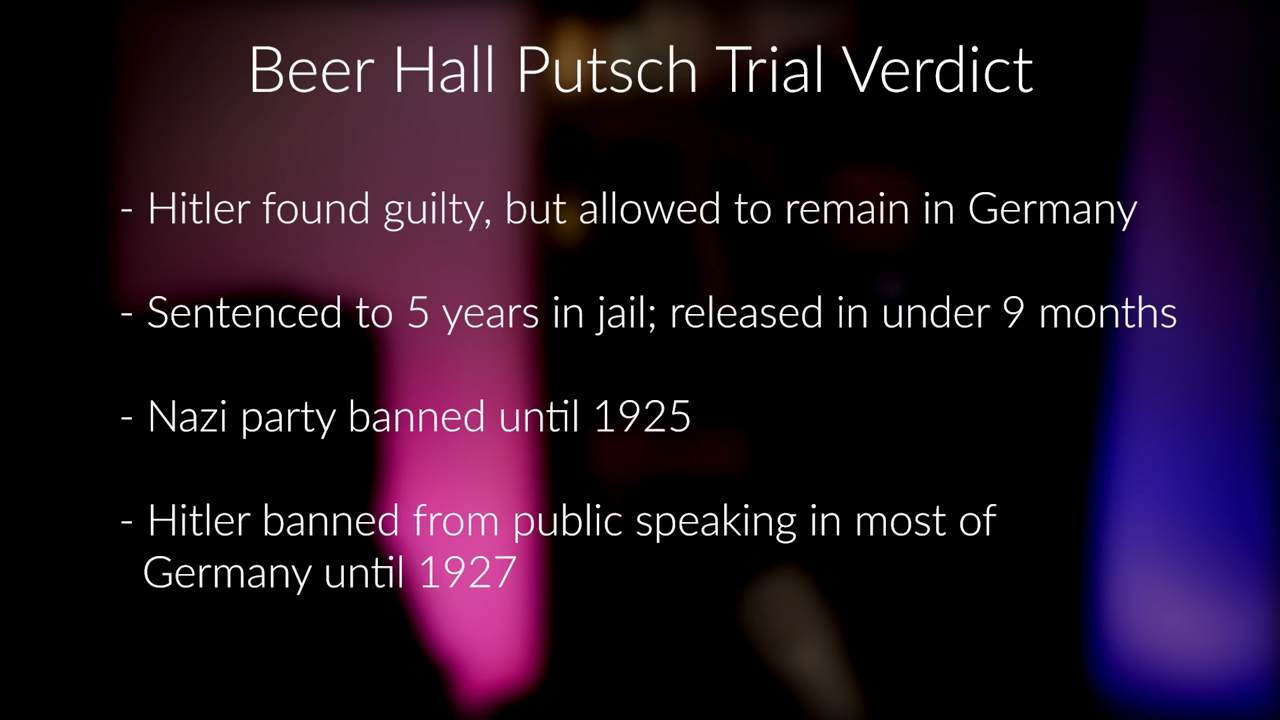 Beer Hall Putsch Trial Verdict
- Hitler found guilty, but allowed to remain in Germany
- Sentenced to 5 years in jail; released in under 9 months
- Nazi party banned until 1925
- Hitler banned from public speaking in most of
Germany until 1927